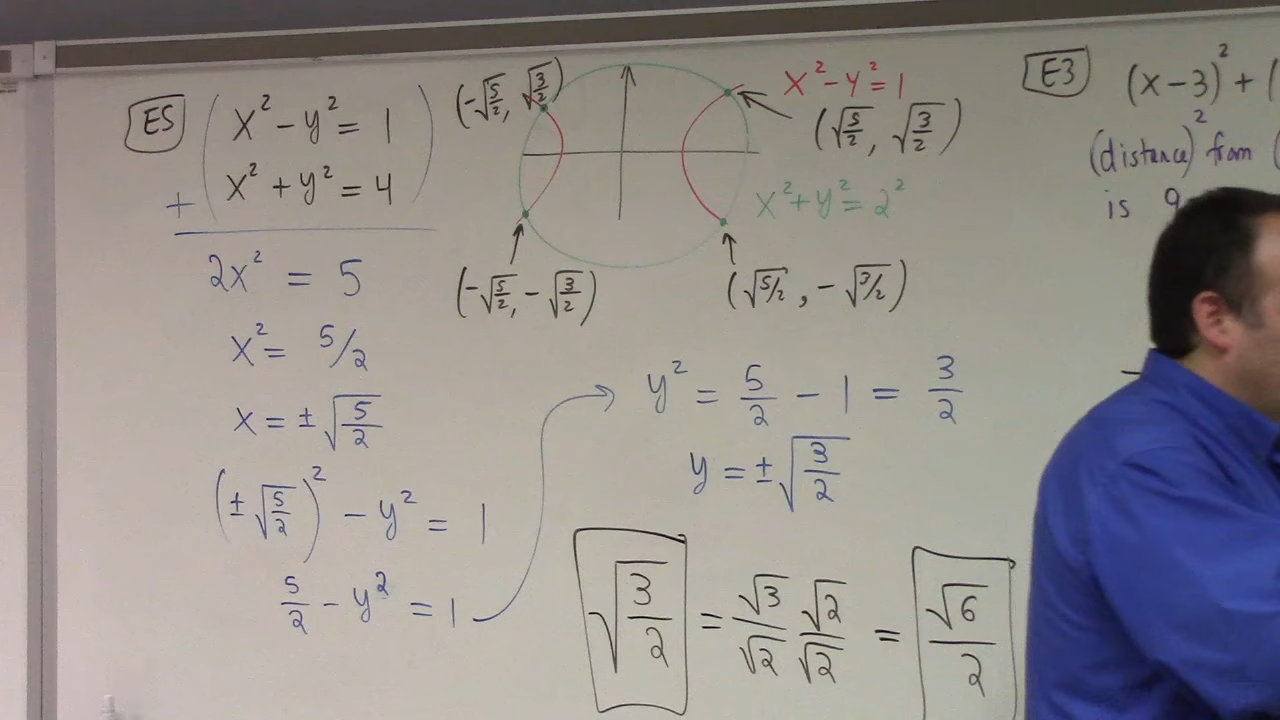 E5
x² - y² = 1
x² + y² = 4
+
2x² = 5
x² = 5/2
x = ±√(5/2)
(±√(5/2))² - y² = 1
5/2 - y² = 1
(-√(5/2), √(3/2))
x² - y² = 1
(√(5/2), √(3/2))
x² + y² = 2²
(-√(5/2), -√(3/2))
(√(5/2), -√(3/2))
y² = 5/2 - 1 = 3/2
y = ±√(3/2)
√(3/2) = √3/√2 √2/√2 = √6/2
E3
(x-3)² + (
(distance)² from (
is 9